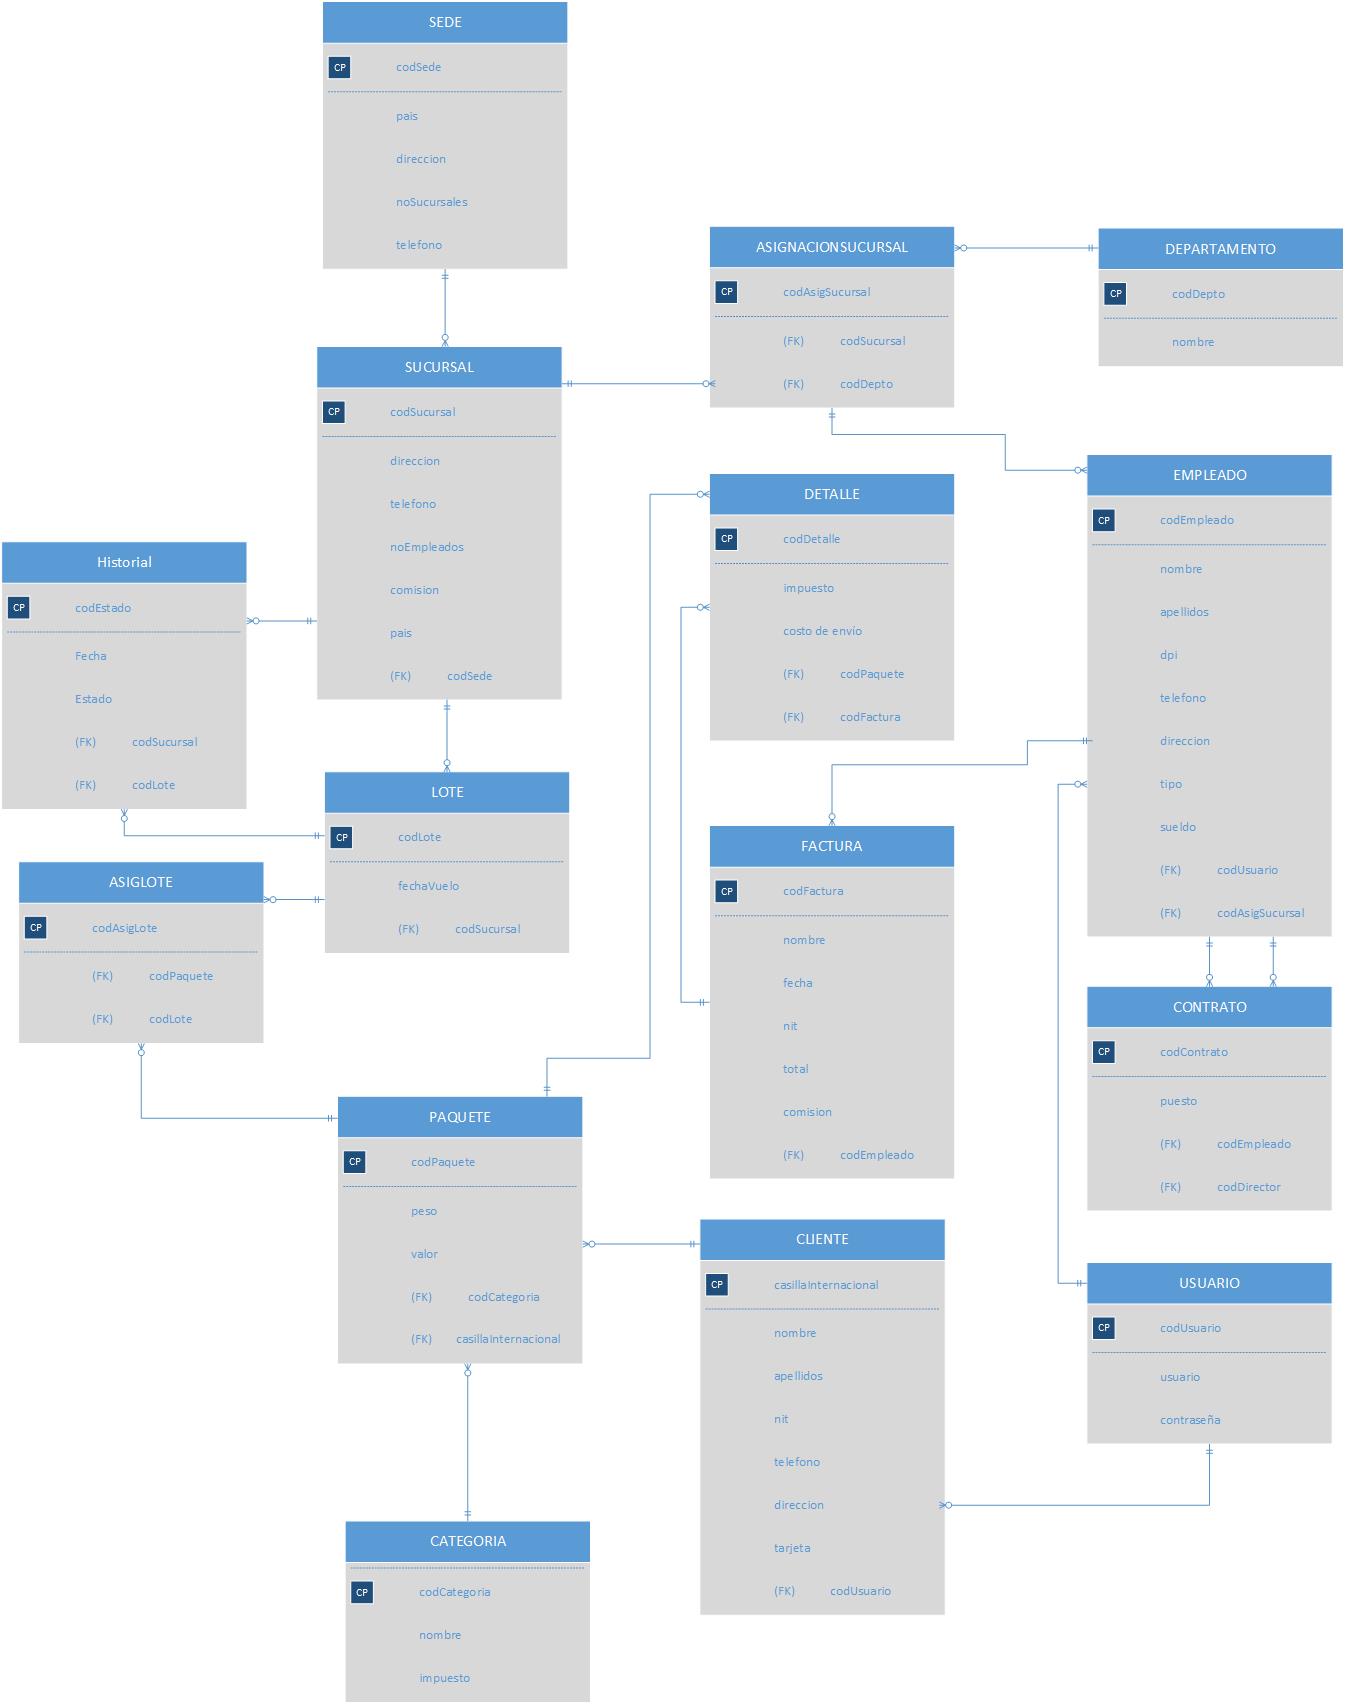 SEDE
CP codSede
pais
direccion
noSucursales
telefono
ASIGNACIONSUCURSAL
CP codAsigSucursal
(FK) codSucursal
(FK) codDepto
DEPARTAMENTO
CP codDepto
nombre
SUCURSAL
CP codSucursal
direccion
telefono
noEmpleados
comision
pais
(FK) codSede
DETALLE
CP codDetalle
impuesto
costo de envío
(FK) codPaquete
(FK) codFactura
EMPLEADO
CP codEmpleado
nombre
apellidos
dpi
telefono
direccion
tipo
sueldo
(FK) codUsuario
(FK) codAsigSucursal
Historial
CP codEstado
Fecha
Estado
(FK) codSucursal
(FK) codLote
LOTE
CP codLote
fechaVuelo
(FK) codSucursal
ASIGLOTE
CP codAsigLote
(FK) codPaquete
(FK) codLote
FACTURA
CP codFactura
nombre
fecha
nit
total
comision
(FK) codEmpleado
CONTRATO
CP codContrato
puesto
(FK) codEmpleado
(FK) codDirector
PAQUETE
CP codPaquete
peso
valor
(FK) codCategoria
(FK) casillaInternacional
CLIENTE
CP casillaInternacional
nombre
apellidos
nit
telefono
direccion
tarjeta
(FK) codUsuario
USUARIO
CP codUsuario
usuario
contraseña
CATEGORIA
CP codCategoria
nombre
impuesto